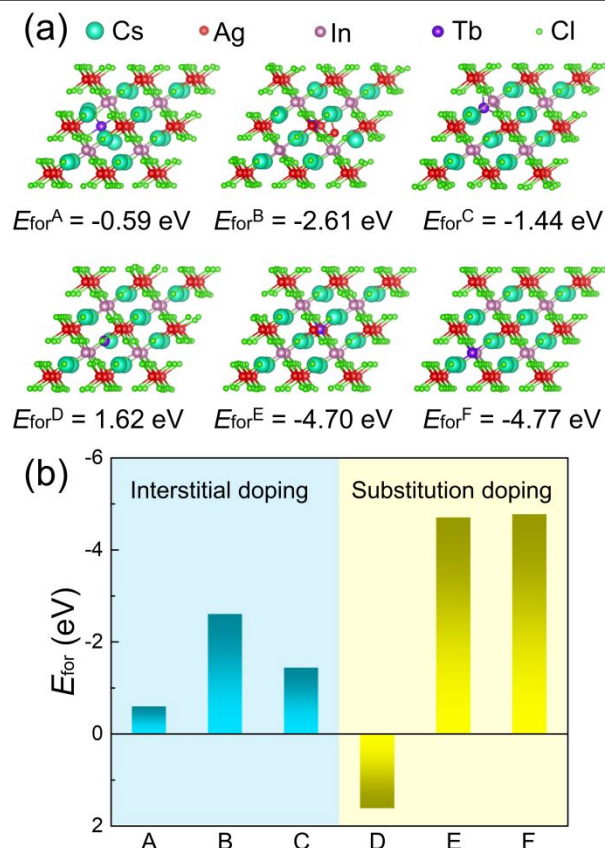 (a) Cs Ag In Tb Cl
EforA = -0.59 eV EforB = -2.61 eV EforC = -1.44 eV
EforD = 1.62 eV EforE = -4.70 eV EforF = -4.77 eV
(b)
-6
Interstitial doping Substitution doping
-4
-2
0
2
Efor (eV)
A B C D E F